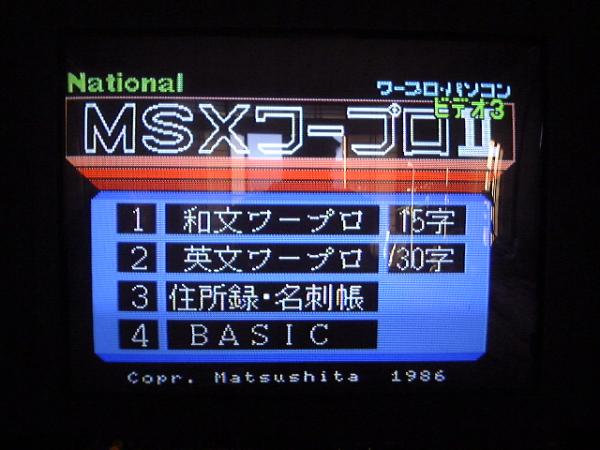 National
ワープロ・パソコン
ビデオ3
MSXワープロII
1 和文ワープロ 15字
2 英文ワープロ /30字
3 住所録・名刺帳
4 BASIC
Copr. Matsushita 1986